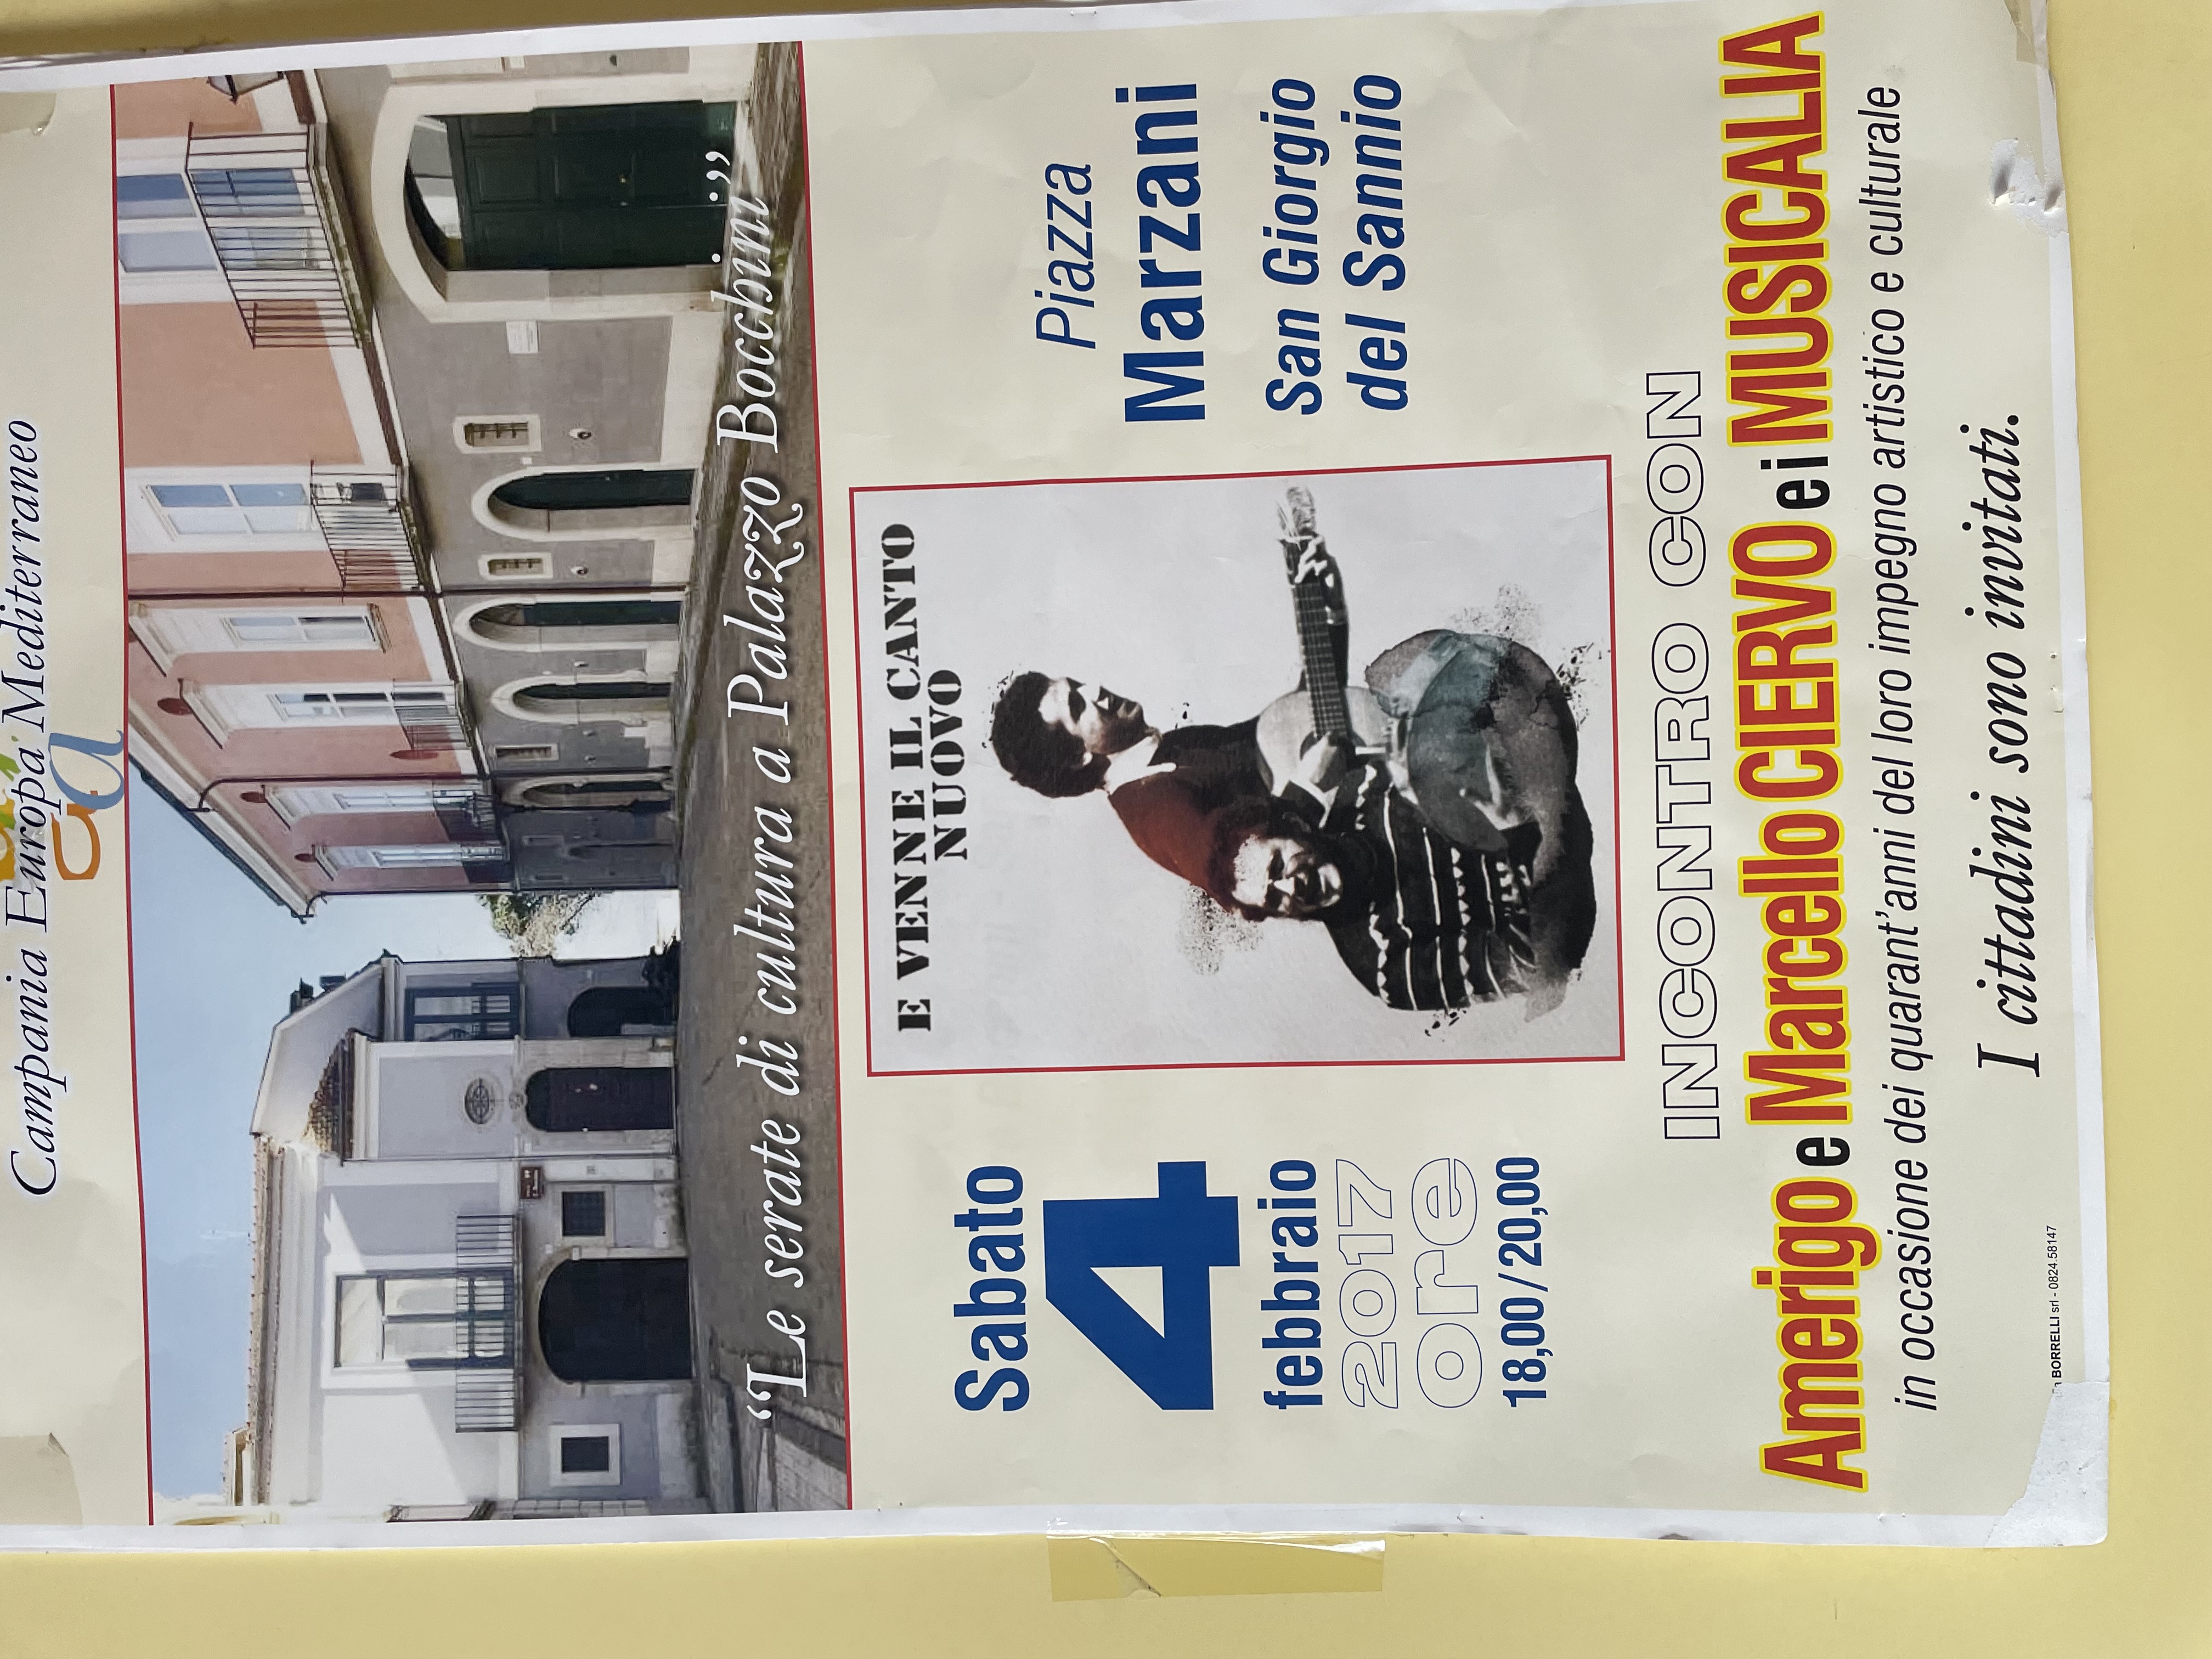 Campania Europa Mediterraneo
a
“Le serate di cultura a Palazzo Bocchini”
E VENNE IL CANTO
NUOVO
Sabato
4
febbraio
2017
ore
18,00/20,00
Piazza
Marzani
San Giorgio
del Sannio
INCONTRO CON
Amerigo e Marcello CIERVO e i MUSICALIA
in occasione dei quarant’anni del loro impegno artistico e culturale
I cittadini sono invitati.
BORRELLI srl - 0824.58147